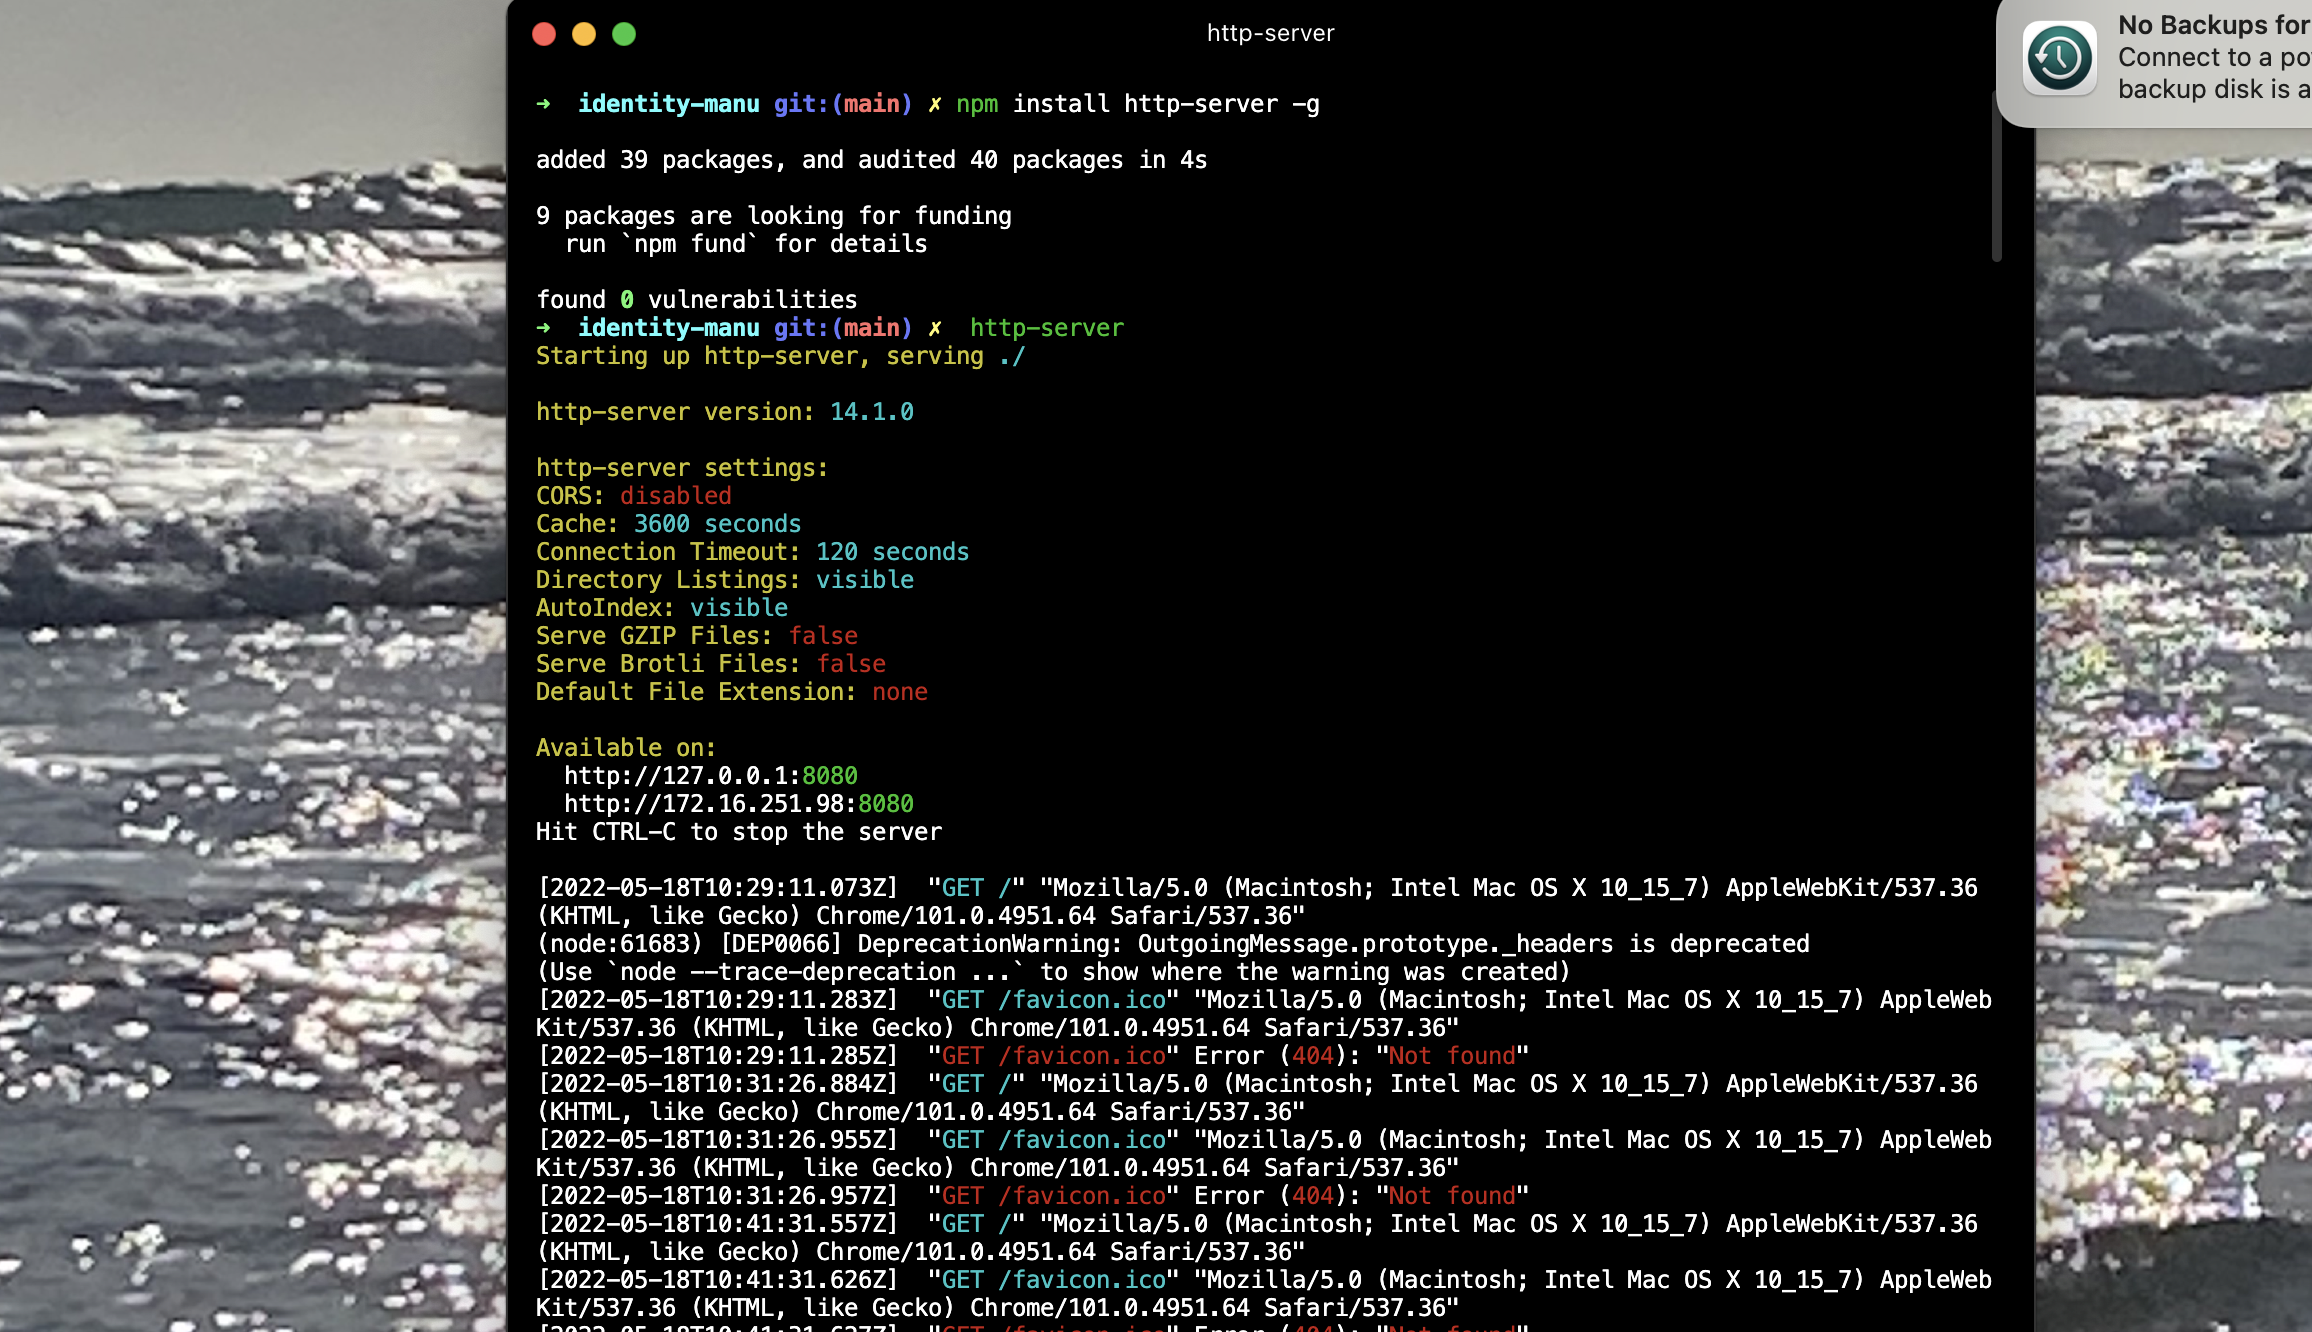 http-server
No Backups for
Connect to a po
backup disk is a
➜  identity-manu git:(main) ✗ npm install http-server -g
added 39 packages, and audited 40 packages in 4s
9 packages are looking for funding
  run `npm fund` for details
found 0 vulnerabilities
➜  identity-manu git:(main) ✗  http-server
Starting up http-server, serving ./
http-server version: 14.1.0
http-server settings:
CORS: disabled
Cache: 3600 seconds
Connection Timeout: 120 seconds
Directory Listings: visible
AutoIndex: visible
Serve GZIP Files: false
Serve Brotli Files: false
Default File Extension: none
Available on:
  http://127.0.0.1:8080
  http://172.16.251.98:8080
Hit CTRL-C to stop the server
[2022-05-18T10:29:11.073Z]  "GET /" "Mozilla/5.0 (Macintosh; Intel Mac OS X 10_15_7) AppleWebKit/537.36
(KHTML, like Gecko) Chrome/101.0.4951.64 Safari/537.36"
(node:61683) [DEP0066] DeprecationWarning: OutgoingMessage.prototype._headers is deprecated
(Use `node --trace-deprecation ...` to show where the warning was created)
[2022-05-18T10:29:11.283Z]  "GET /favicon.ico" "Mozilla/5.0 (Macintosh; Intel Mac OS X 10_15_7) AppleWeb
Kit/537.36 (KHTML, like Gecko) Chrome/101.0.4951.64 Safari/537.36"
[2022-05-18T10:29:11.285Z]  "GET /favicon.ico" Error (404): "Not found"
[2022-05-18T10:31:26.884Z]  "GET /" "Mozilla/5.0 (Macintosh; Intel Mac OS X 10_15_7) AppleWebKit/537.36
(KHTML, like Gecko) Chrome/101.0.4951.64 Safari/537.36"
[2022-05-18T10:31:26.955Z]  "GET /favicon.ico" "Mozilla/5.0 (Macintosh; Intel Mac OS X 10_15_7) AppleWeb
Kit/537.36 (KHTML, like Gecko) Chrome/101.0.4951.64 Safari/537.36"
[2022-05-18T10:31:26.957Z]  "GET /favicon.ico" Error (404): "Not found"
[2022-05-18T10:41:31.557Z]  "GET /" "Mozilla/5.0 (Macintosh; Intel Mac OS X 10_15_7) AppleWebKit/537.36
(KHTML, like Gecko) Chrome/101.0.4951.64 Safari/537.36"
[2022-05-18T10:41:31.626Z]  "GET /favicon.ico" "Mozilla/5.0 (Macintosh; Intel Mac OS X 10_15_7) AppleWeb
Kit/537.36 (KHTML, like Gecko) Chrome/101.0.4951.64 Safari/537.36"
"GET /favicon.ico" Error (404): "Not found"